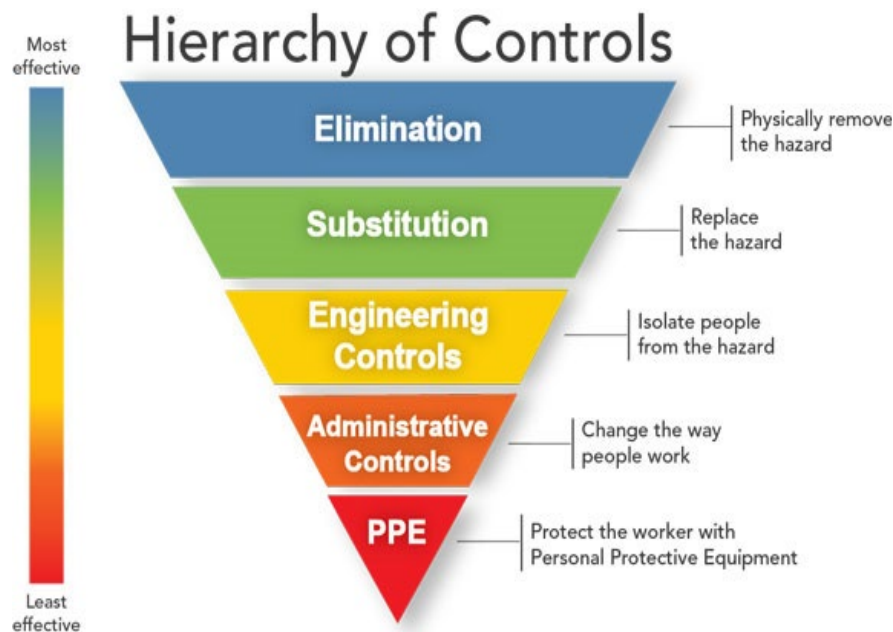 Hierarchy of Controls
Most
effective
Elimination
Physically remove
the hazard
Substitution
Replace
the hazard
Engineering
Controls
Isolate people
from the hazard
Administrative
Controls
Change the way
people work
PPE
Protect the worker with
Personal Protective Equipment
Least
effective